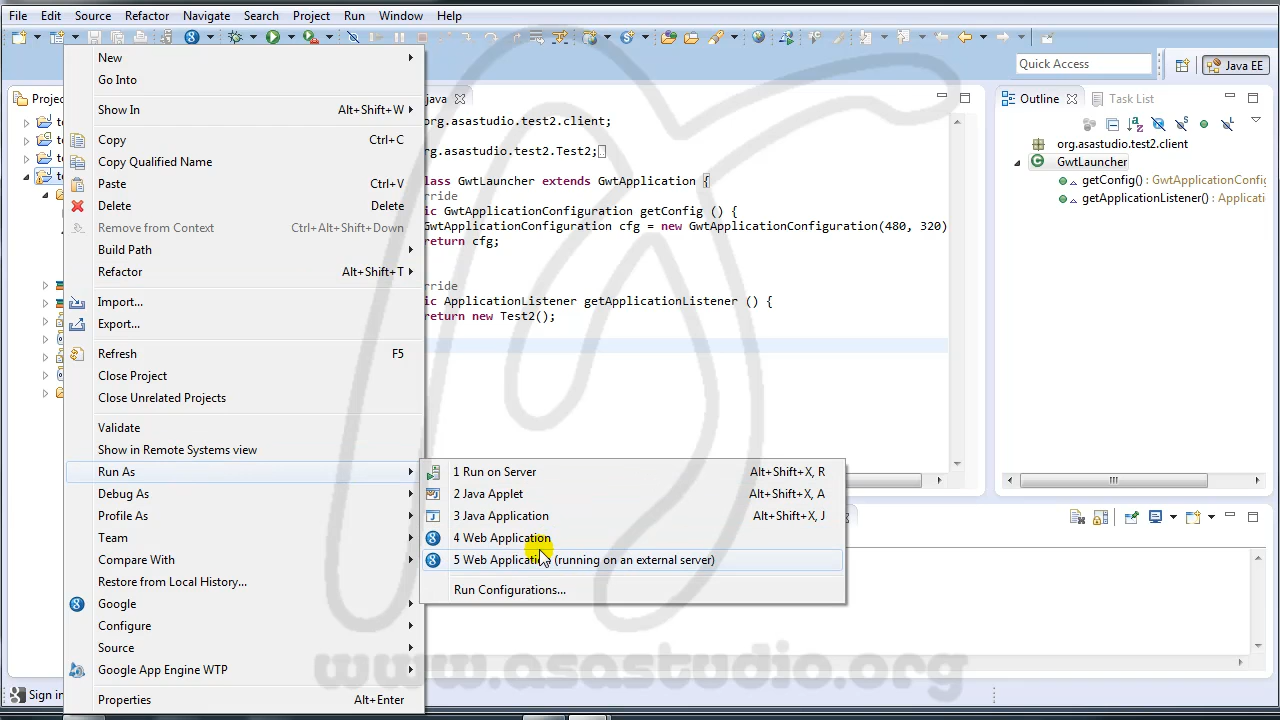 File Edit Source Refactor Navigate Search Project Run Window Help
Quick Access
Java EE
Projec
java
Outline
Task List
New
Go Into
Show In Alt+Shift+W
Copy Ctrl+C
Copy Qualified Name
Paste Ctrl+V
Delete Delete
Remove from Context Ctrl+Alt+Shift+Down
Build Path
Refactor Alt+Shift+T
Import...
Export...
Refresh F5
Close Project
Close Unrelated Projects
Validate
Show in Remote Systems view
Run As
Debug As
Profile As
Team
Compare With
Restore from Local History...
Google
Configure
Source
Google App Engine WTP
Properties Alt+Enter
org.asastudio.test2.client;
org.asastudio.test2.Test2;
lass GwtLauncher extends GwtApplication {
rride
ic GwtApplicationConfiguration getConfig () {
GwtApplicationConfiguration cfg = new GwtApplicationConfiguration(480, 320)
return cfg;
rride
ic ApplicationListener getApplicationListener () {
return new Test2();
org.asastudio.test2.client
GwtLauncher
getConfig() : GwtApplicationConfig
getApplicationListener() : Applicati
1 Run on Server Alt+Shift+X, R
2 Java Applet Alt+Shift+X, A
3 Java Application Alt+Shift+X, J
4 Web Application
5 Web Application (running on an external server)
Run Configurations...
Sign in
www.asastudio.org